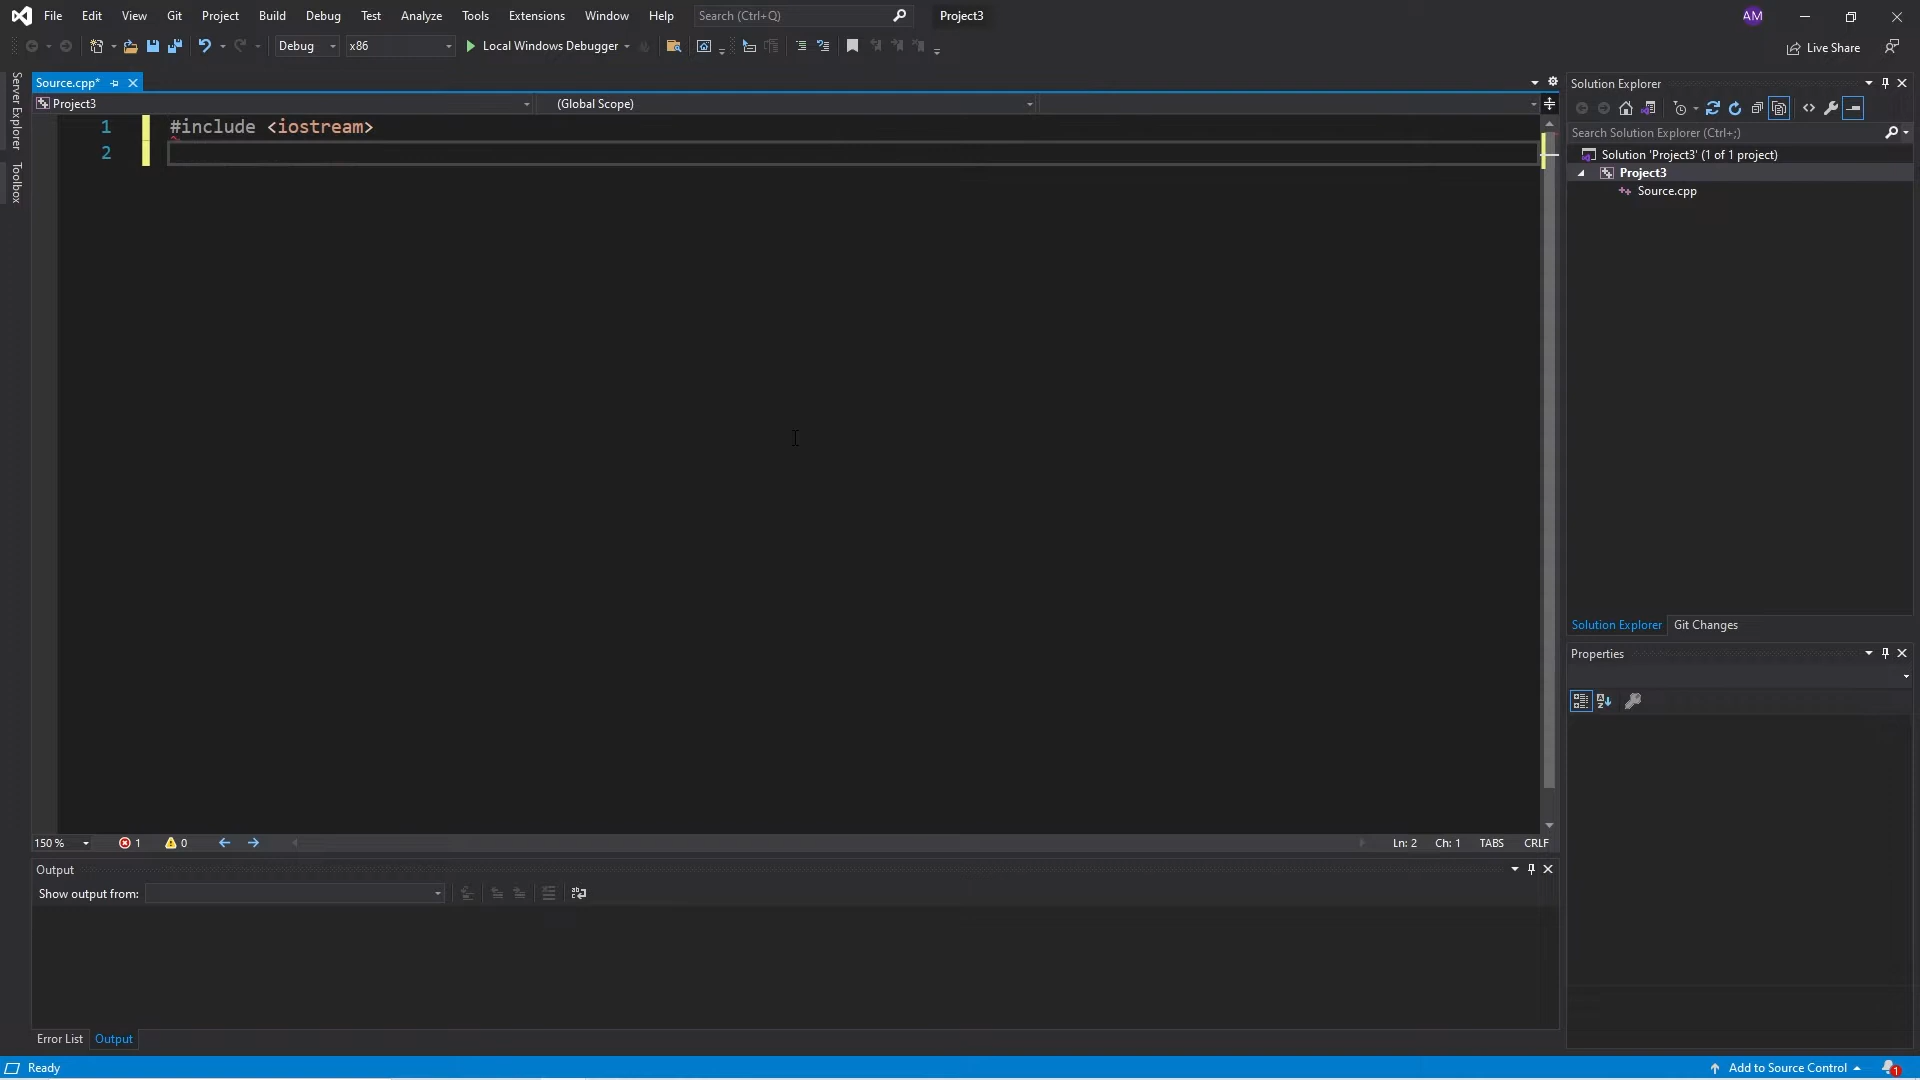 File Edit View Git Project Build Debug Test Analyze Tools Extensions Window Help Search (Ctrl+Q) Project3 AM
Debug x86 Local Windows Debugger Live Share
Server Explorer
Toolbox
Source.cpp*
Project3 (Global Scope)
1 #include <iostream>
2
150 % 1 0 Ln: 2 Ch: 1 TABS CRLF
Output
Show output from:
Error List Output
Solution Explorer
Search Solution Explorer (Ctrl+;)
Solution 'Project3' (1 of 1 project)
Project3
Source.cpp
Solution Explorer Git Changes
Properties
Ready Add to Source Control 1